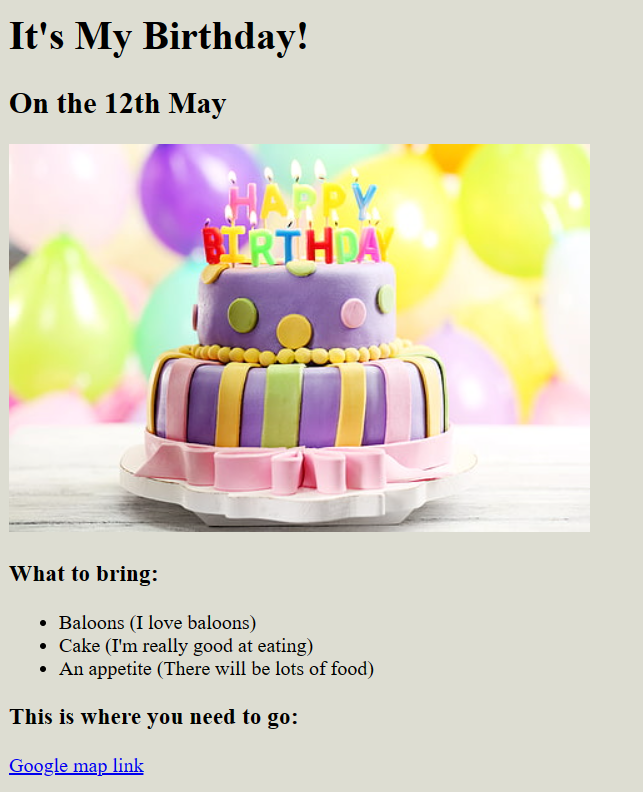 It's My Birthday!
On the 12th May
HAPPY
BIRTHDAY
What to bring:
Baloons (I love baloons)
Cake (I'm really good at eating)
An appetite (There will be lots of food)
This is where you need to go:
Google map link